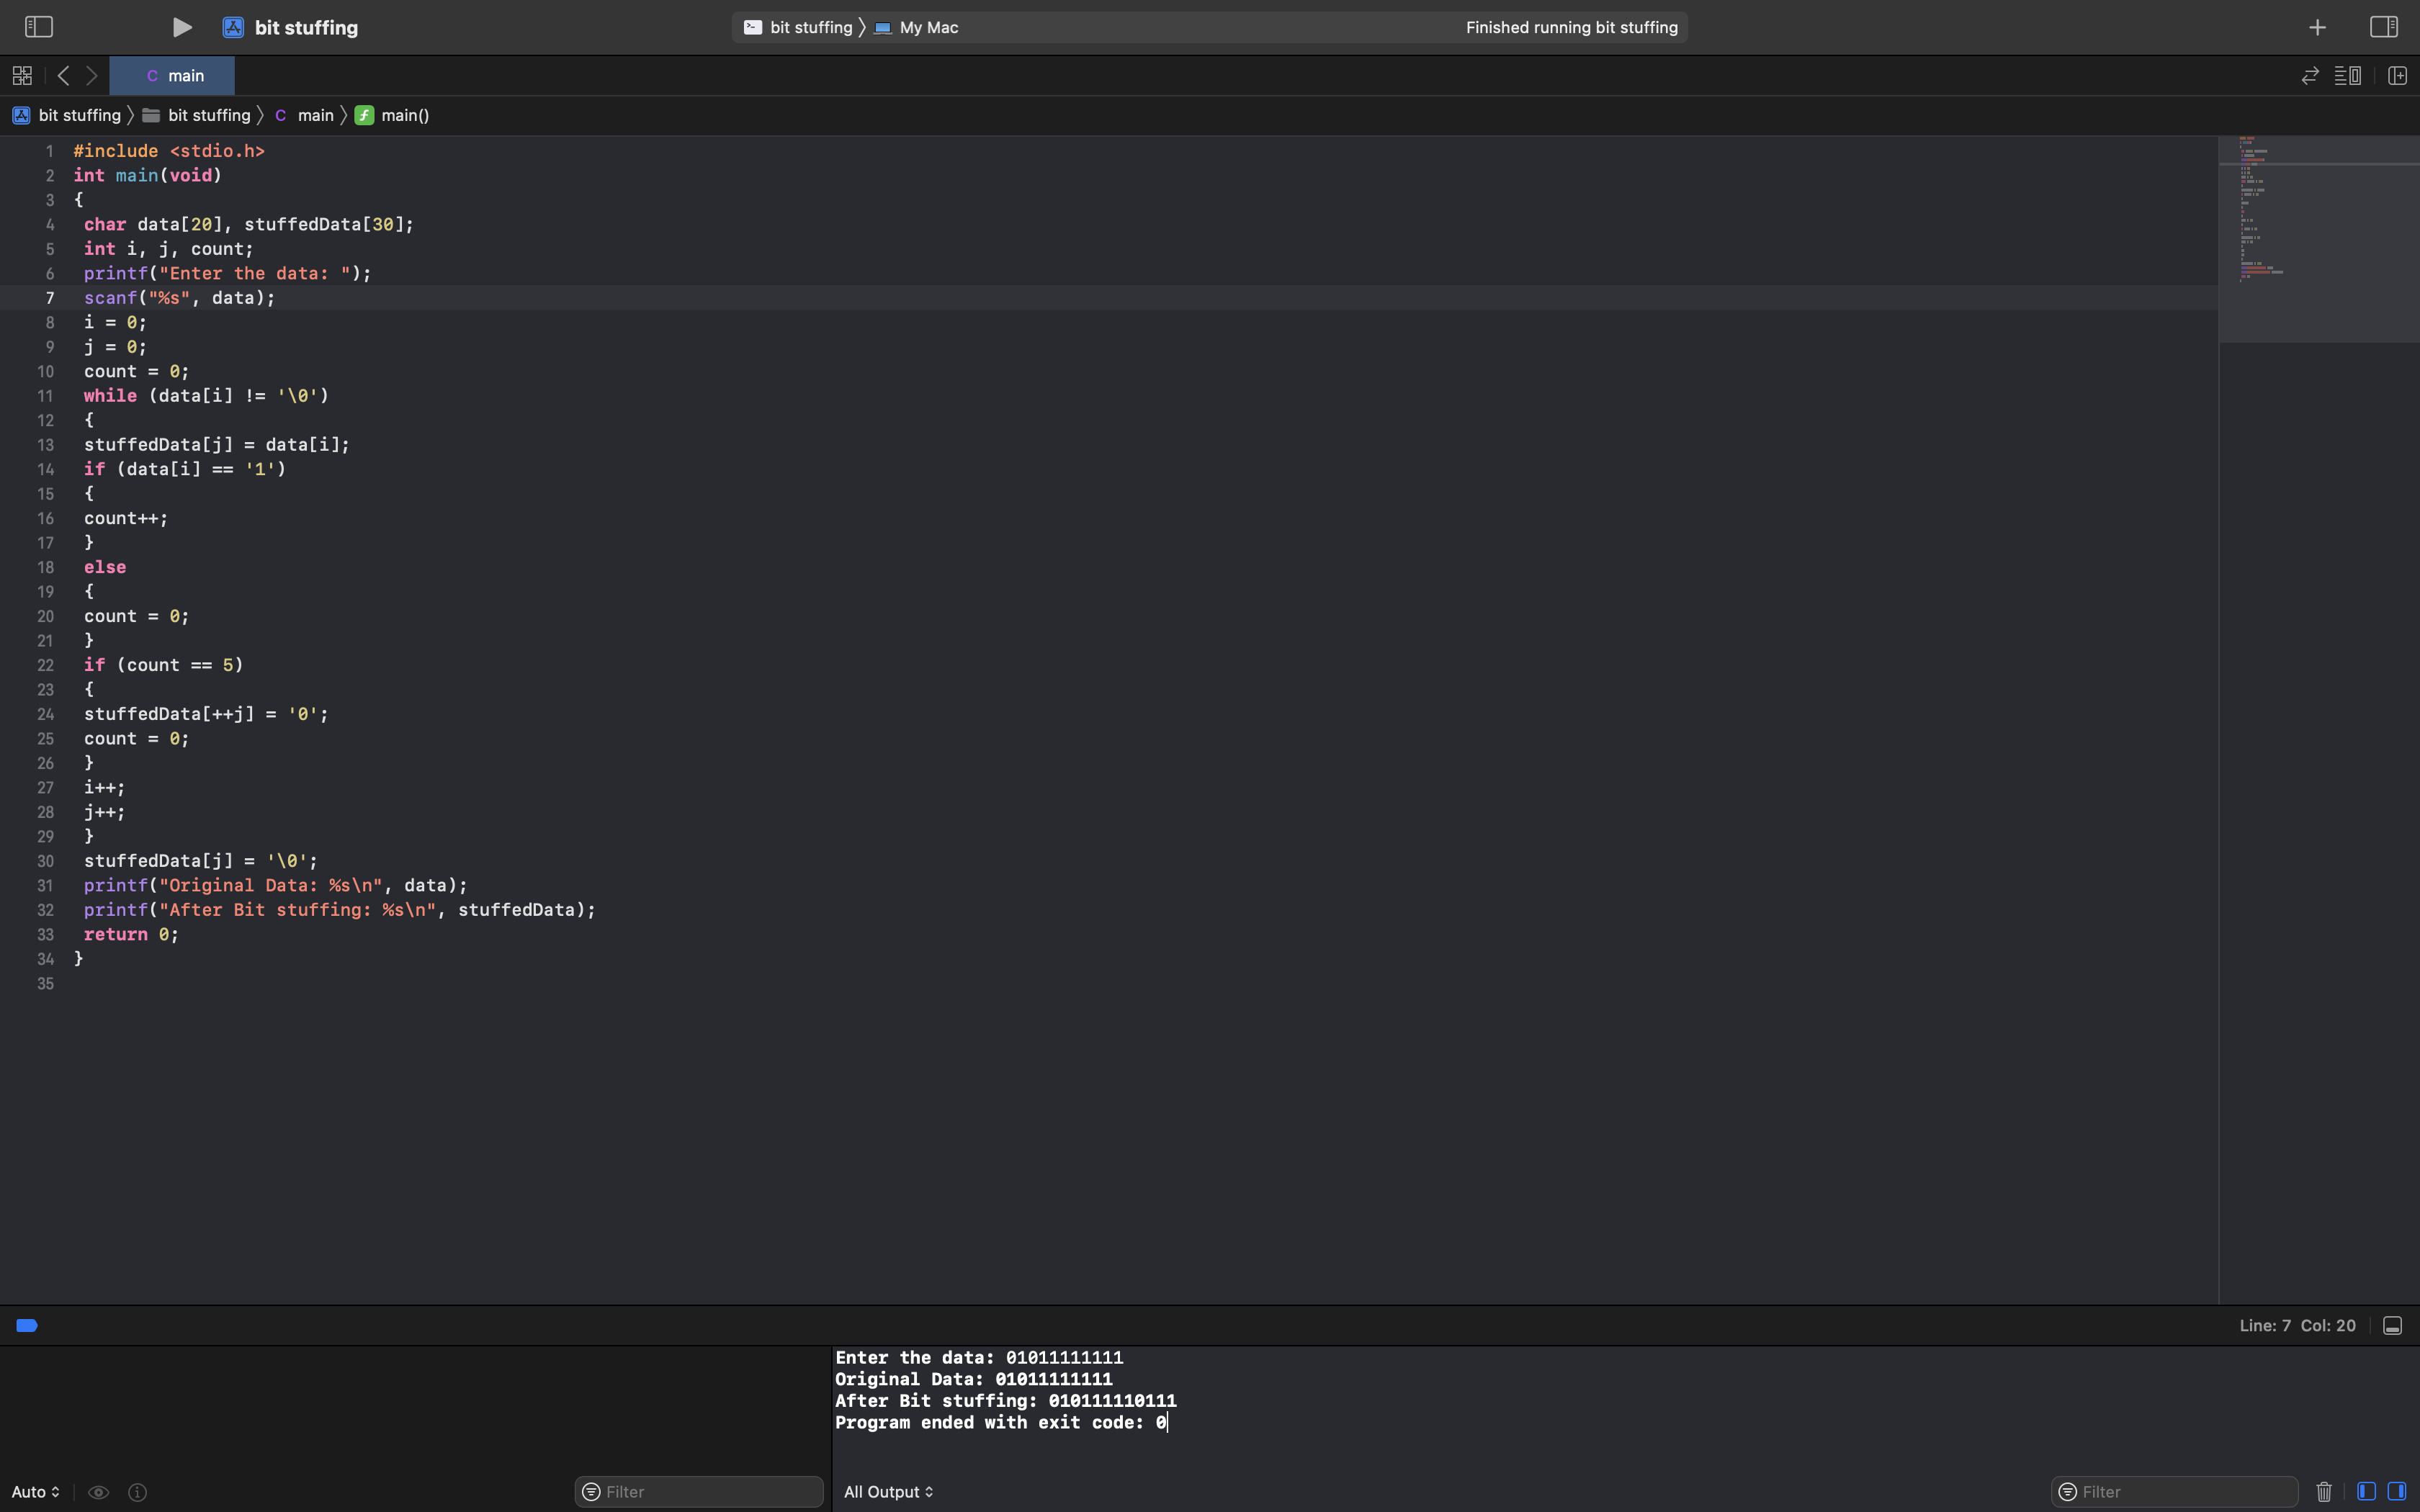 bit stuffing
bit stuffing 〉 My Mac
Finished running bit stuffing
C main
bit stuffing 〉 bit stuffing 〉 C main 〉 f main()
1 #include <stdio.h>
2 int main(void)
3 {
4 char data[20], stuffedData[30];
5 int i, j, count;
6 printf("Enter the data: ");
7 scanf("%s", data);
8 i = 0;
9 j = 0;
10 count = 0;
11 while (data[i] != '\0')
12 {
13 stuffedData[j] = data[i];
14 if (data[i] == '1')
15 {
16 count++;
17 }
18 else
19 {
20 count = 0;
21 }
22 if (count == 5)
23 {
24 stuffedData[++j] = '0';
25 count = 0;
26 }
27 i++;
28 j++;
29 }
30 stuffedData[j] = '\0';
31 printf("Original Data: %s\n", data);
32 printf("After Bit stuffing: %s\n", stuffedData);
33 return 0;
34 }
35
Line: 7 Col: 20
Enter the data: 01011111111
Original Data: 01011111111
After Bit stuffing: 010111110111
Program ended with exit code: 0
Auto
Filter
All Output
Filter